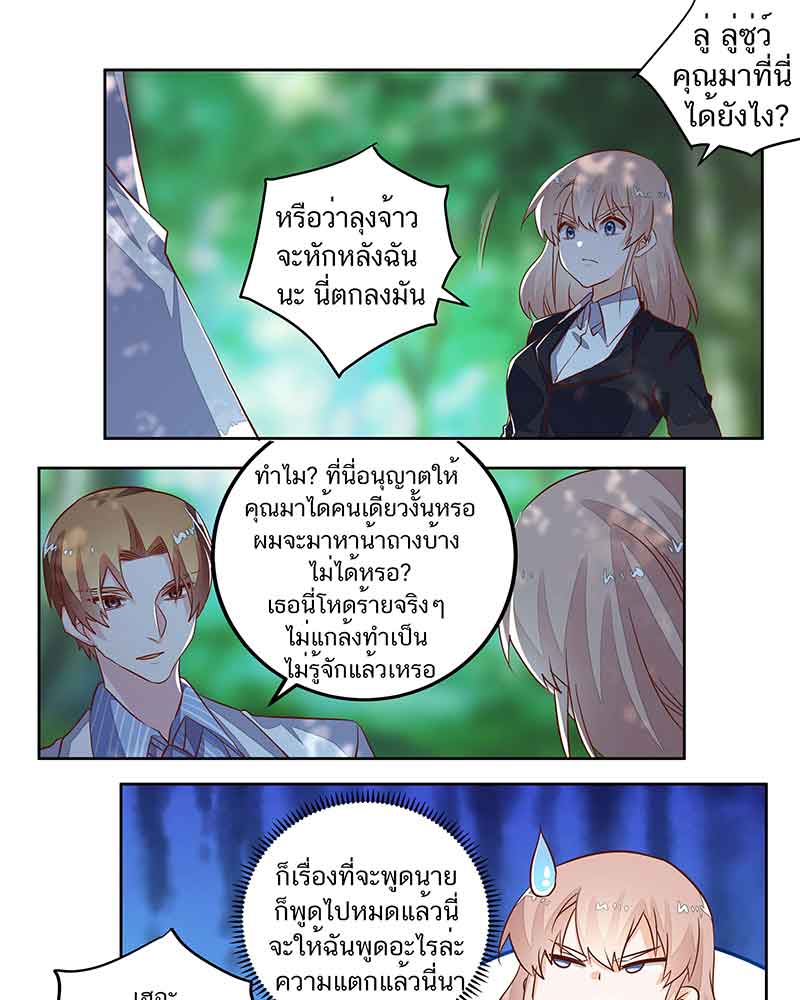 ลู่ ลู่ซู่ว์
คุณมาที่นี่
ได้ยังไง?
หรือว่าลุงจ้าว
จะหักหลังฉัน
นะ นี่ตกลงมัน
ทำไม? ที่นี่อนุญาตให้
คุณมาได้คนเดียวงั้นหรอ
ผมจะมาหาน้าถางบ้าง
ไม่ได้หรอ?
เธอนี่โหดร้ายจริงๆ
ไม่แกล้งทำเป็น
ไม่รู้จักแล้วเหรอ
ก็เรื่องที่จะพูดนาย
ก็พูดไปหมดแล้วนี่
จะให้ฉันพูดอะไรล่ะ
ความแตกแล้วนี่นา